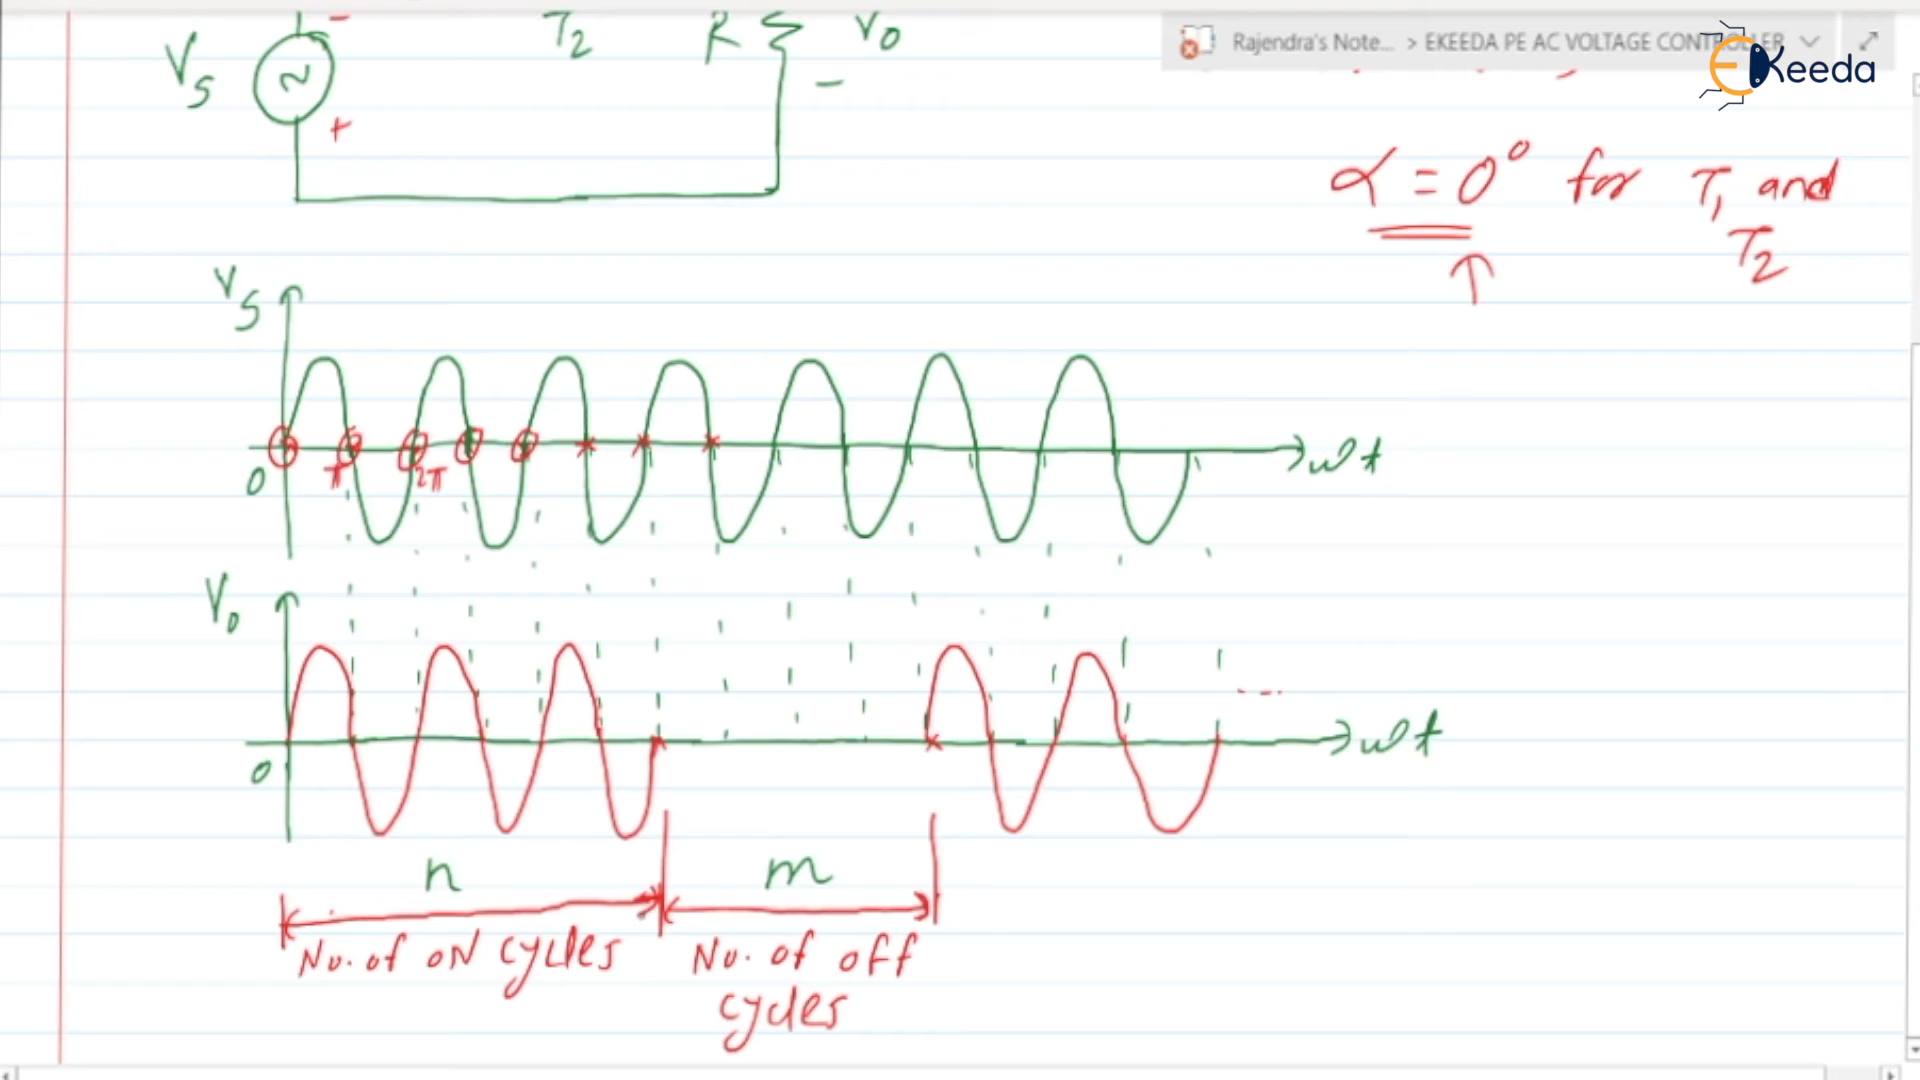 T2
R
Vo
Rajendra's Note... > EKEEDA PE AC VOLTAGE CONTROLLER
EKeeda
Vs
-
+
-
α = 0° for T1 and
T2
Vs
0
π
2π
ωt
Vo
0
ωt
n
m
No. of ON cycles
No. of off
cycles